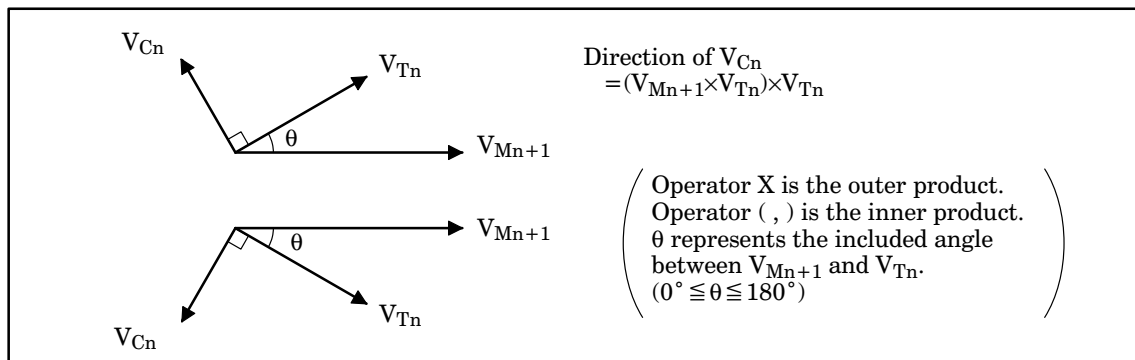 V_Cn
V_Tn
θ
V_Mn+1
V_Mn+1
θ
V_Tn
V_Cn
Direction of V_Cn
=(V_Mn+1×V_Tn)×V_Tn
Operator X is the outer product.
Operator ( , ) is the inner product.
θ represents the included angle
between V_Mn+1 and V_Tn.
(0°≦θ≦180°)